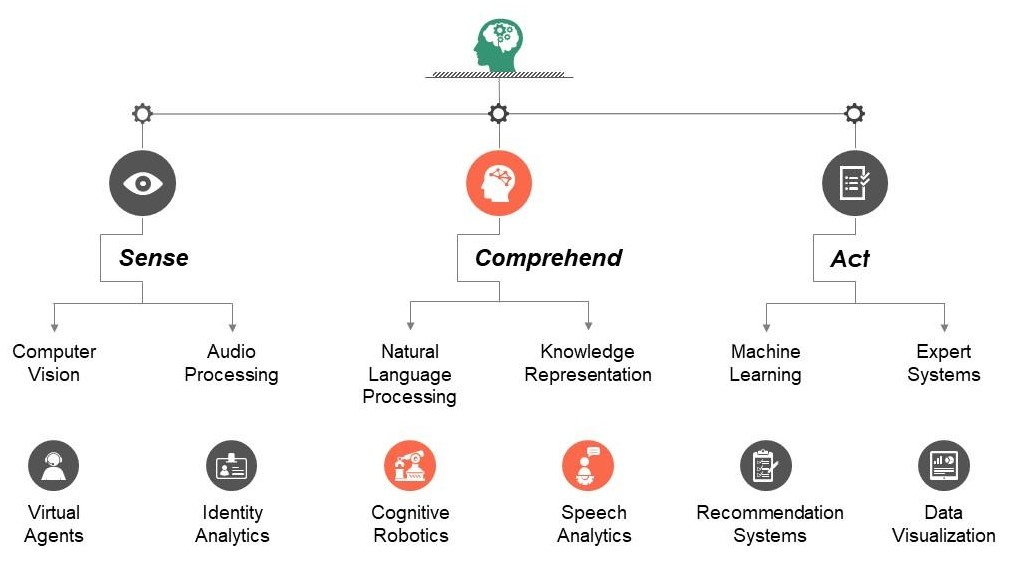 Sense
Comprehend
Act
Computer
Vision
Audio
Processing
Natural
Language
Processing
Knowledge
Representation
Machine
Learning
Expert
Systems
Virtual
Agents
Identity
Analytics
Cognitive
Robotics
Speech
Analytics
Recommendation
Systems
Data
Visualization